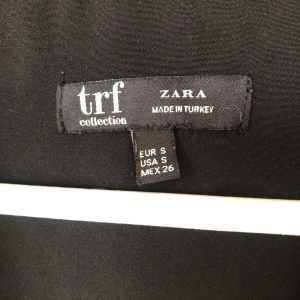 trf
collection
ZARA
MADE IN TURKEY
EUR S
USA S
MEX 26